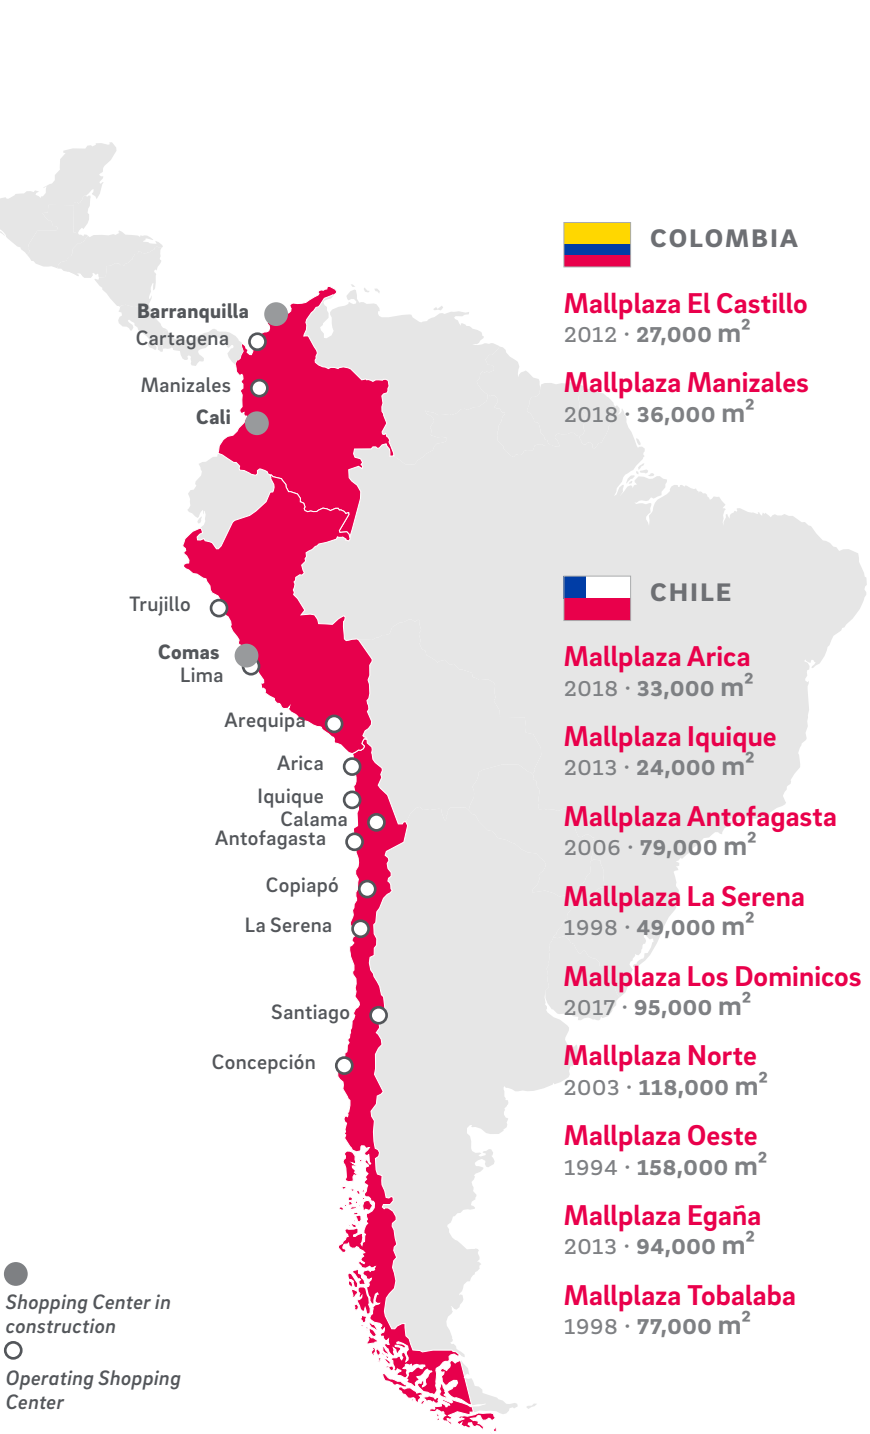 COLOMBIA
Mallplaza El Castillo
2012 · 27,000 m²
Mallplaza Manizales
2018 · 36,000 m²
Barranquilla
Cartagena
Manizales
Cali
Trujillo
Comas
Lima
Arequipa
Arica
Iquique
Calama
Antofagasta
Copiapó
La Serena
Santiago
Concepción
CHILE
Mallplaza Arica
2018 · 33,000 m²
Mallplaza Iquique
2013 · 24,000 m²
Mallplaza Antofagasta
2006 · 79,000 m²
Mallplaza La Serena
1998 · 49,000 m²
Mallplaza Los Dominicos
2017 · 95,000 m²
Mallplaza Norte
2003 · 118,000 m²
Mallplaza Oeste
1994 · 158,000 m²
Mallplaza Egaña
2013 · 94,000 m²
Mallplaza Tobalaba
1998 · 77,000 m²
Shopping Center in
construction
Operating Shopping
Center